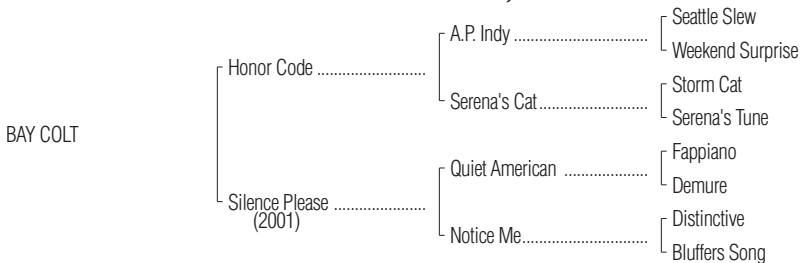 Seattle Slew
A.P. Indy ................................
Weekend Surprise
Honor Code ..........................
Storm Cat
Serena's Cat..........................
Serena's Tune
BAY COLT
Fappiano
Quiet American ....................
Demure
Silence Please ......................
(2001)
Distinctive
Notice Me..............................
Bluffers Song